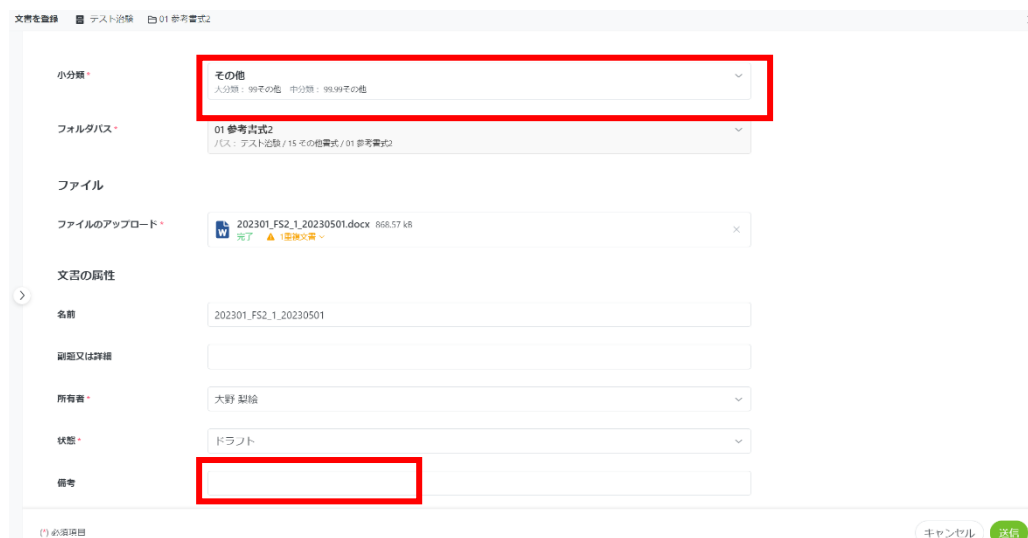 文書を登録 テスト治験 01 参考書式2
小分類 *
その他
大分類： 99その他 中分類： 99.99その他
フォルダパス *
01 参考書式2
パス： テスト治験 / 15 その他書式 / 01 参考書式2
ファイル
ファイルのアップロード *
202301_FS2_1_20230501.docx 868.57 kB
完了 1重複文書
文書の属性
名前
202301_FS2_1_20230501
副題又は詳細
所有者 *
大野 梨絵
状態 *
ドラフト
備考
(*) 必須項目
キャンセル 送信